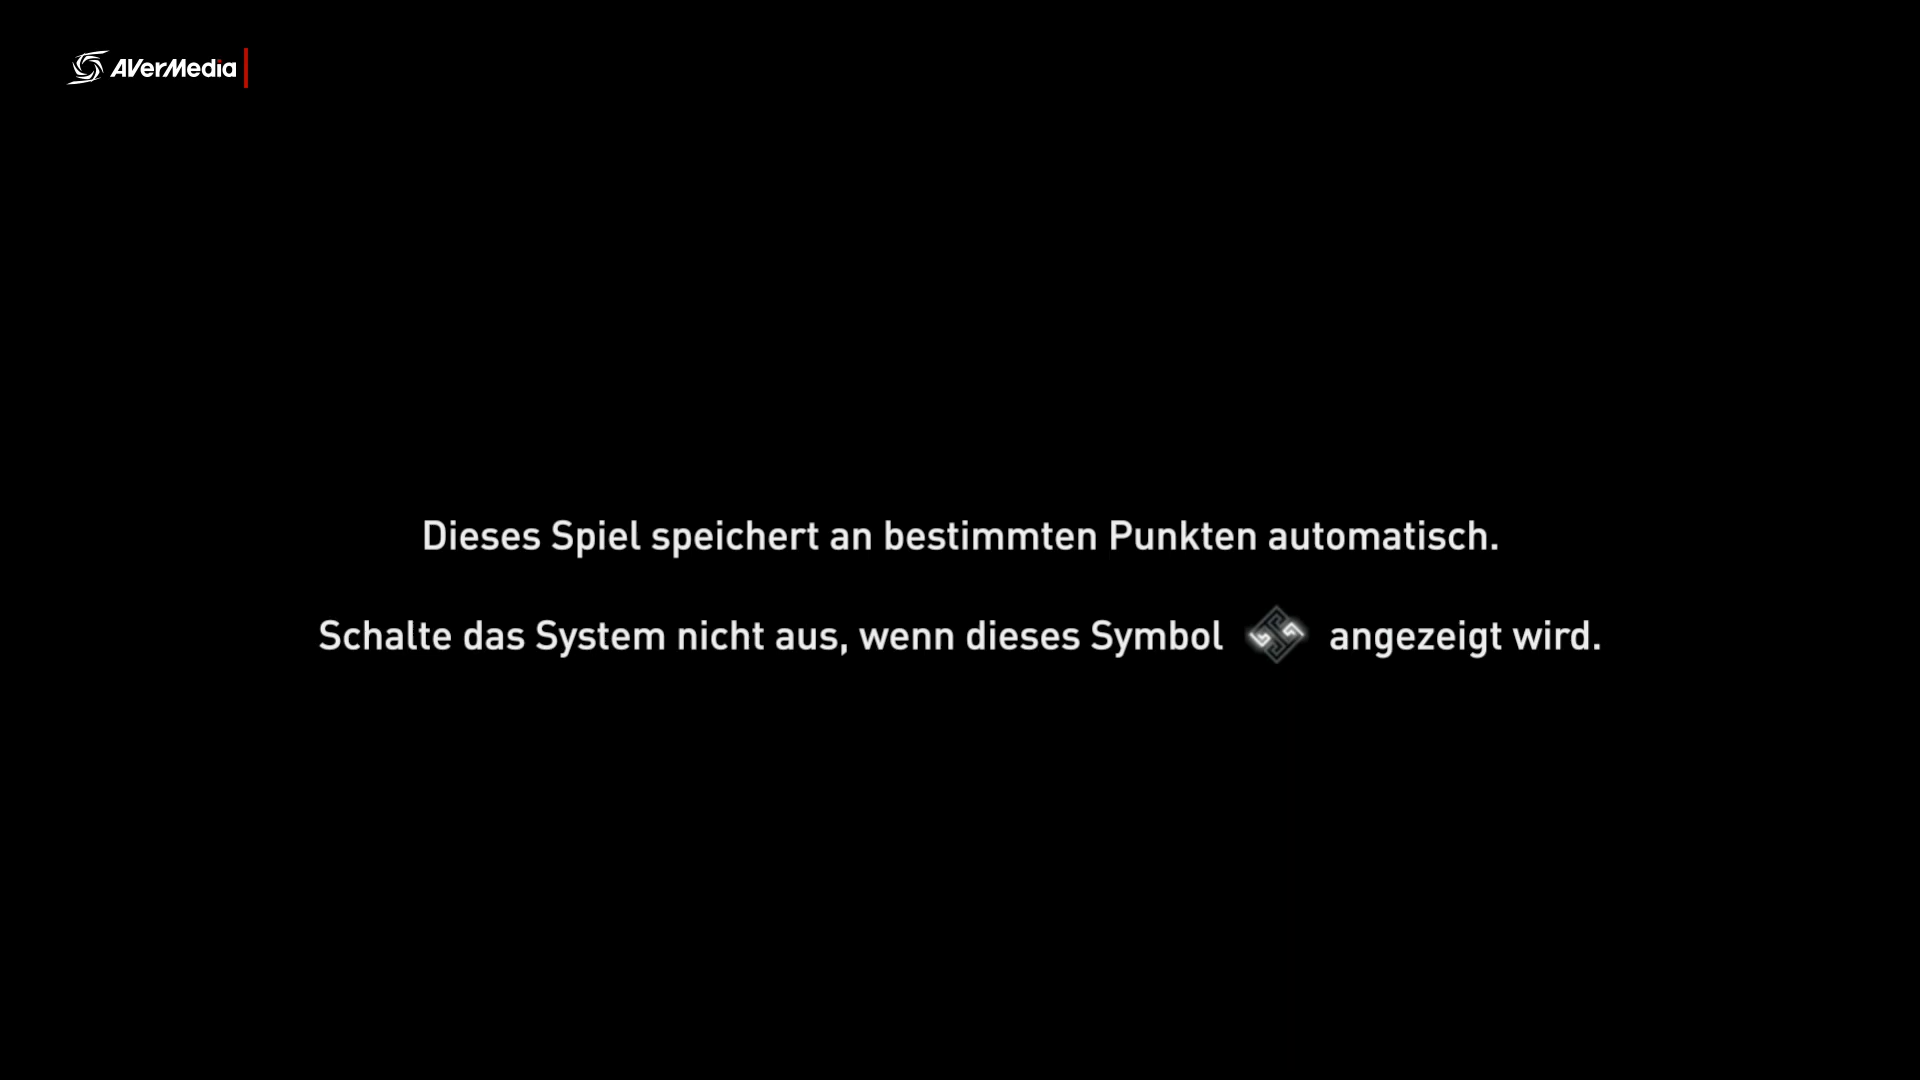 AVerMedia
Dieses Spiel speichert an bestimmten Punkten automatisch.
Schalte das System nicht aus, wenn dieses Symbol angezeigt wird.